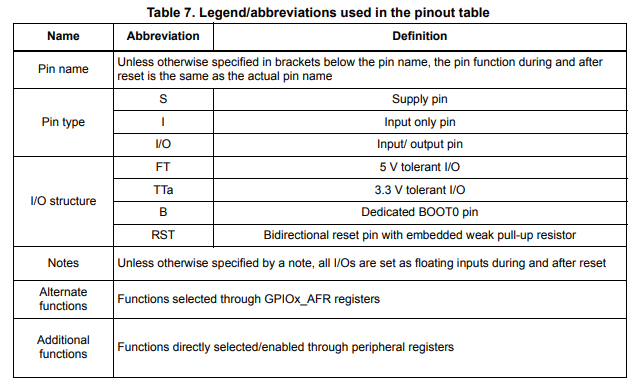 Table 7. Legend/abbreviations used in the pinout table
Name Abbreviation Definition
Pin name Unless otherwise specified in brackets below the pin name, the pin function during and after
reset is the same as the actual pin name
Pin type
S Supply pin
I Input only pin
I/O Input/ output pin
I/O structure
FT 5 V tolerant I/O
TTa 3.3 V tolerant I/O
B Dedicated BOOT0 pin
RST Bidirectional reset pin with embedded weak pull-up resistor
Notes Unless otherwise specified by a note, all I/Os are set as floating inputs during and after reset
Alternate
functions
Functions selected through GPIOx_AFR registers
Additional
functions
Functions directly selected/enabled through peripheral registers